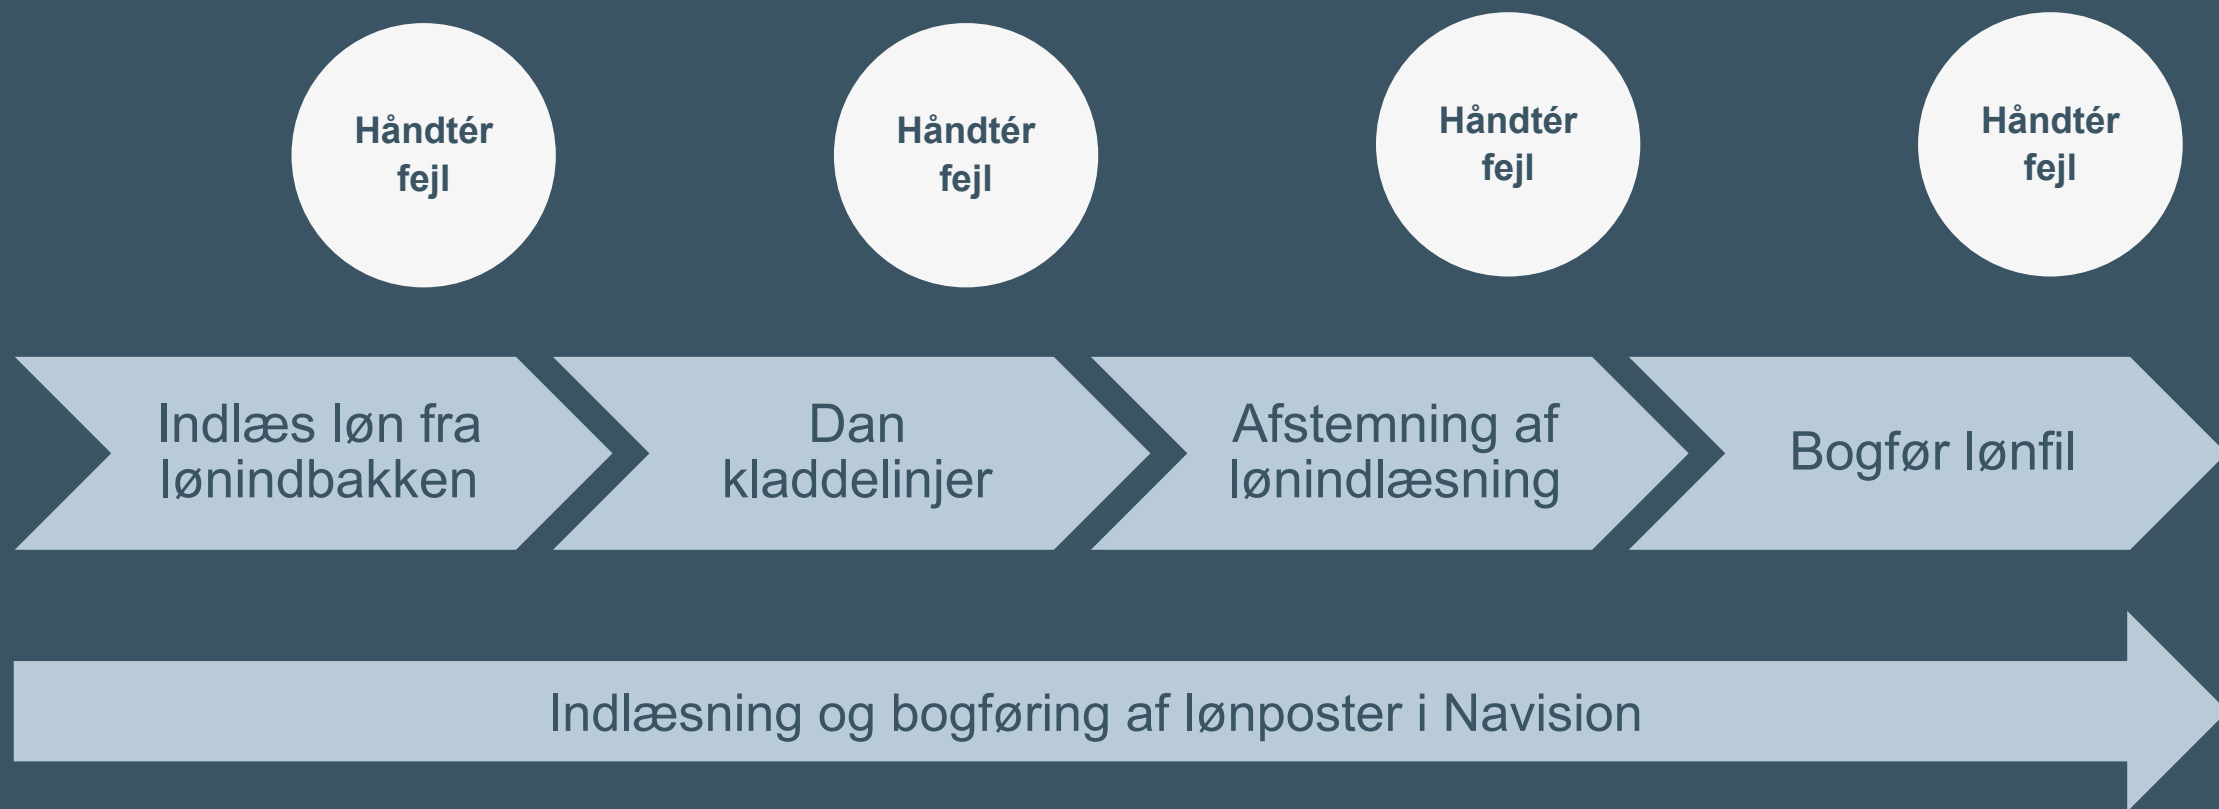 Håndtér
fejl
Håndtér
fejl
Håndtér
fejl
Håndtér
fejl
Indlæs løn fra
lønindbakken
Dan
kladdelinjer
Afstemning af
lønindlæsning
Bogfør lønfil
Indlæsning og bogføring af lønposter i Navision